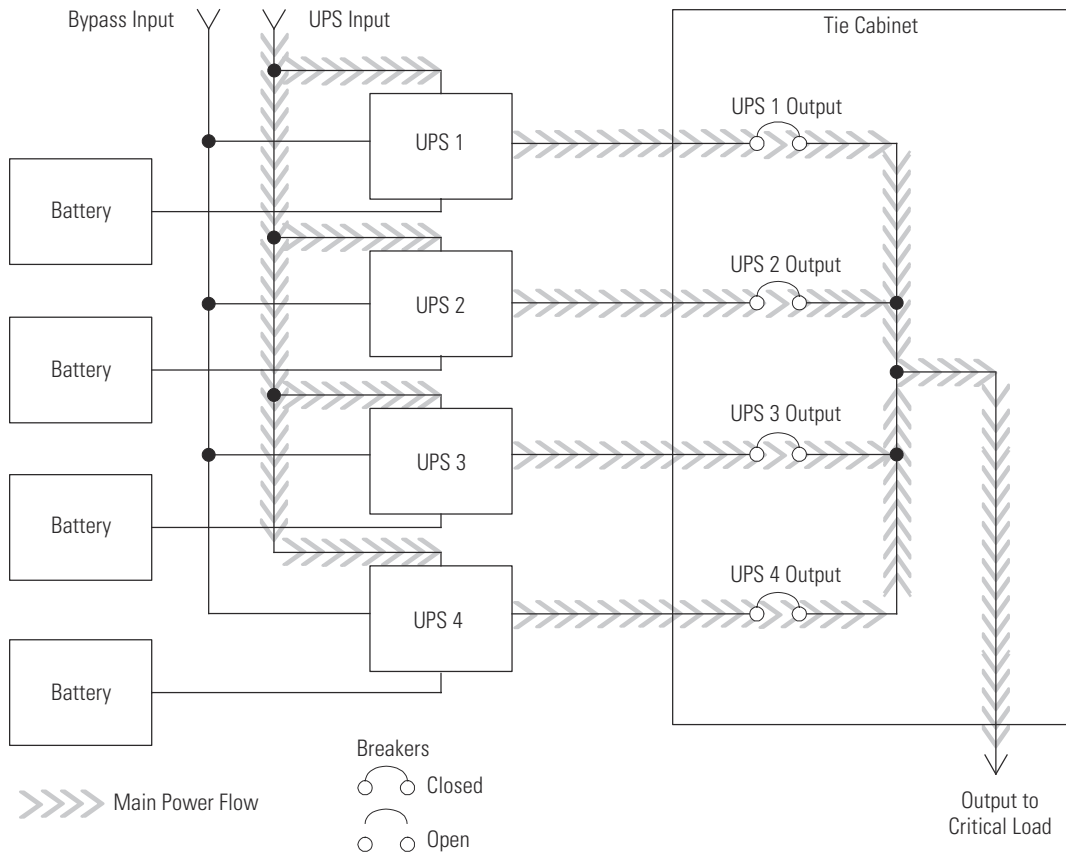 Bypass Input
UPS Input
Tie Cabinet
UPS 1 Output
UPS 1
Battery
UPS 2 Output
UPS 2
Battery
UPS 3 Output
UPS 3
Battery
UPS 4 Output
UPS 4
Battery
Breakers
Closed
Main Power Flow
Open
Output to
Critical Load